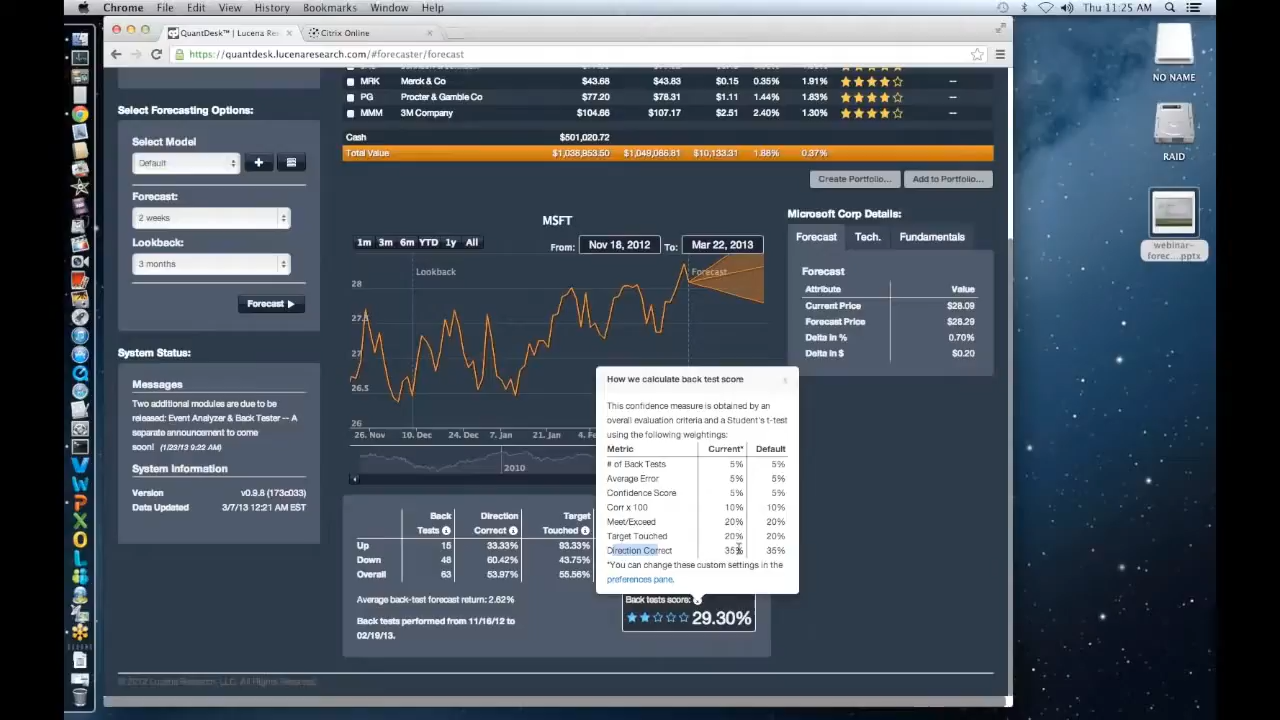 Chrome File Edit View History Bookmarks Window Help Thu 11:25 AM
QuantDesk™ | Lucena Res Citrix Online
https://quantdesk.lucenaresearch.com/#forecaster/forecast
NO NAME
RAID
webinar-
forec....pptx
MRK Merck & Co $43.68 $43.83 $0.15 0.35% 1.91% --
PG Procter & Gamble Co $77.20 $78.31 $1.11 1.44% 1.83% --
MMM 3M Company $104.66 $107.17 $2.51 2.40% 1.30% --
Cash $501,020.72
Total Value $1,038,953.50 $1,049,086.81 $10,133.31 1.88% 0.37%
Create Portfolio... Add to Portfolio...
Select Forecasting Options:
Select Model
Default
Forecast:
2 weeks
Lookback:
3 months
Forecast
System Status:
Messages
Two additional modules are due to be
released: Event Analyzer & Back Tester -- A
separate announcement to come
soon! (1/23/13 9:22 AM)
System Information
Version v0.9.8 (173c033)
Data Updated 3/7/13 12:21 AM EST
MSFT
1m 3m 6m YTD 1y All From: Nov 18, 2012 To: Mar 22, 2013
Lookback Forecast
28
27.5
27
26.5
26
26. Nov 10. Dec 24. Dec 7. Jan 21. Jan 4. Fe
2010
Microsoft Corp Details:
Forecast Tech. Fundamentals
Forecast
Attribute Value
Current Price $28.09
Forecast Price $28.29
Delta in % 0.70%
Delta in $ $0.20
How we calculate back test score x
This confidence measure is obtained by an
overall evaluation criteria and a Student's t-test
using the following weightings:
Metric Current* Default
# of Back Tests 5% 5%
Average Error 5% 5%
Confidence Score 5% 5%
Corr x 100 10% 10%
Meet/Exceed 20% 20%
Target Touched 20% 20%
Direction Correct 35% 35%
*You can change these custom settings in the
preferences pane.
Back Tests Direction Correct Target Touched
Up 15 33.33% 93.33%
Down 48 60.42% 43.75%
Overall 63 53.97% 55.56%
Average back-test forecast return: 2.62%
Back tests performed from 11/16/12 to
02/19/13.
Back tests score:
29.30%
© 2012 Lucena Research, LLC. All Rights Reserved.